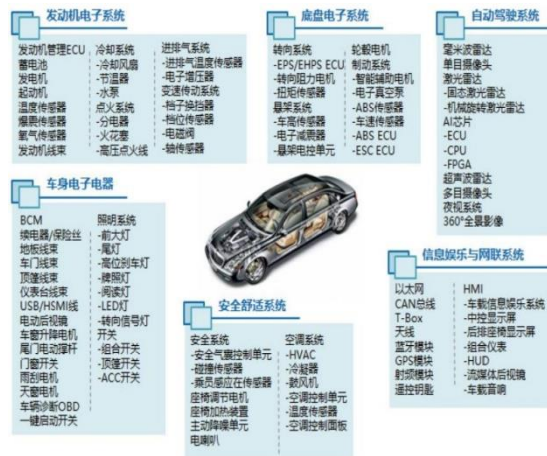 发动机电子系统
发动机管理ECU
蓄电池
发电机
起动机
温度传感器
爆震传感器
氧气传感器
发动机线束
冷却系统
-冷却风扇
-节温器
-水泵
点火系统
-分电器
-火花塞
-高压点火线
进排气系统
-进排气温度传感器
-电子增压器
变速传动系统
-档子换挡器
-档位传感器
-电磁阀
-轴传感器
底盘电子系统
转向系统
-EPS/EHPS ECU
-转向阻力电机
-扭矩传感器
悬架系统
-车高传感器
-电子减震器
-悬架电控单元
轮毂电机
制动系统
-智能辅助电机
-电子真空泵
-ABS传感器
-车速传感器
-ABS ECU
-ESC ECU
自动驾驶系统
毫米波雷达
单目摄像头
激光雷达
-固态激光雷达
-机械旋转激光雷达
AI芯片
-ECU
-CPU
-FPGA
超声波雷达
多目摄像头
夜视系统
360°全景影像
车身电子电器
BCM
续电器/保险丝
地板线束
车门线束
顶篷线束
仪表台线束
USB/HSMI线
电动后视镜
车窗升降电机
尾门电动撑杆
门窗开关
雨刮电机
天窗电机
车辆诊断OBD
一键启动开关
照明系统
-前大灯
-尾灯
-高位刹车灯
-牌照灯
-阅读灯
-LED灯
-转向信号灯
开关
-组合开关
-顶篷开关
-ACC开关
安全舒适系统
安全系统
-安全气囊控制单元
-碰撞传感器
-乘员感应在传感器
座椅调节电机
座椅加热装置
主动降噪单元
电喇叭
空调系统
-HVAC
-冷凝器
-鼓风机
-空调控制单元
-温度传感器
-空调控制面板
信息娱乐与网联系统
以太网
CAN总线
T-Box
天线
蓝牙模块
GPS模块
射频模块
遥控钥匙
HMI
-车载信息娱乐系统
-中控显示屏
-后排座椅显示屏
-组合仪表
-HUD
-流媒体后视镜
-车载音响